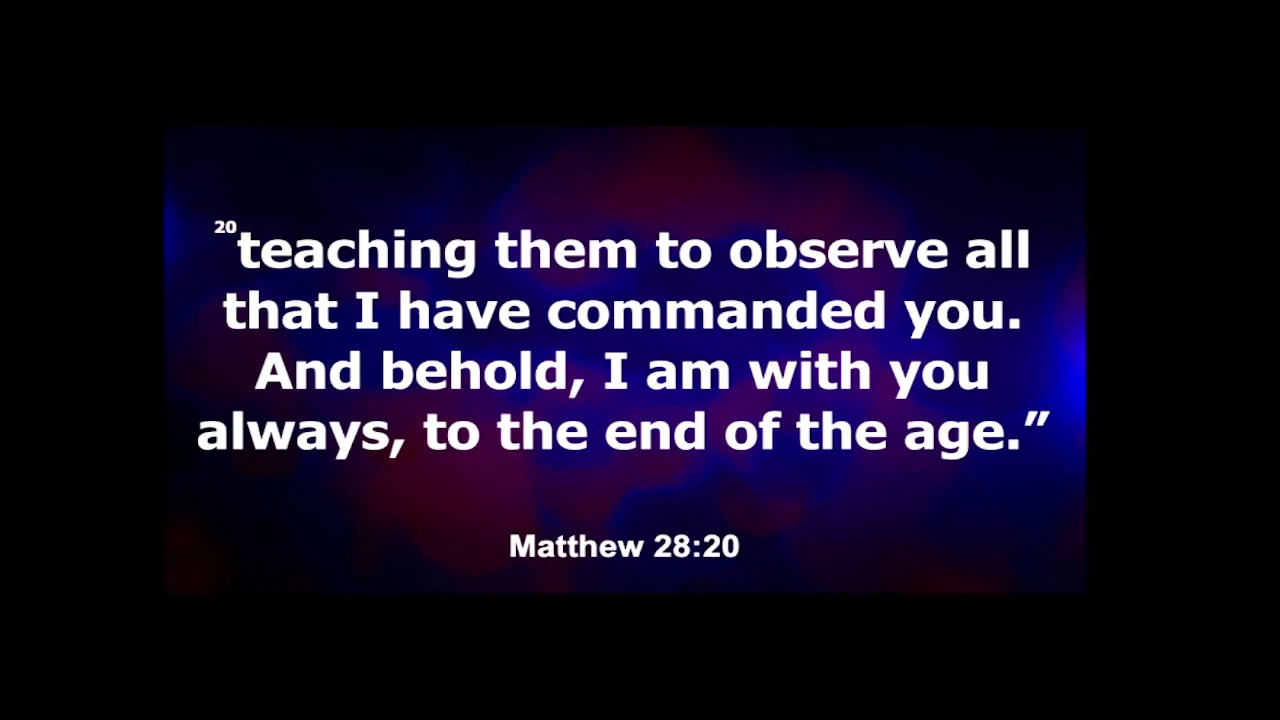 20teaching them to observe all
that I have commanded you.
And behold, I am with you
always, to the end of the age.”
Matthew 28:20